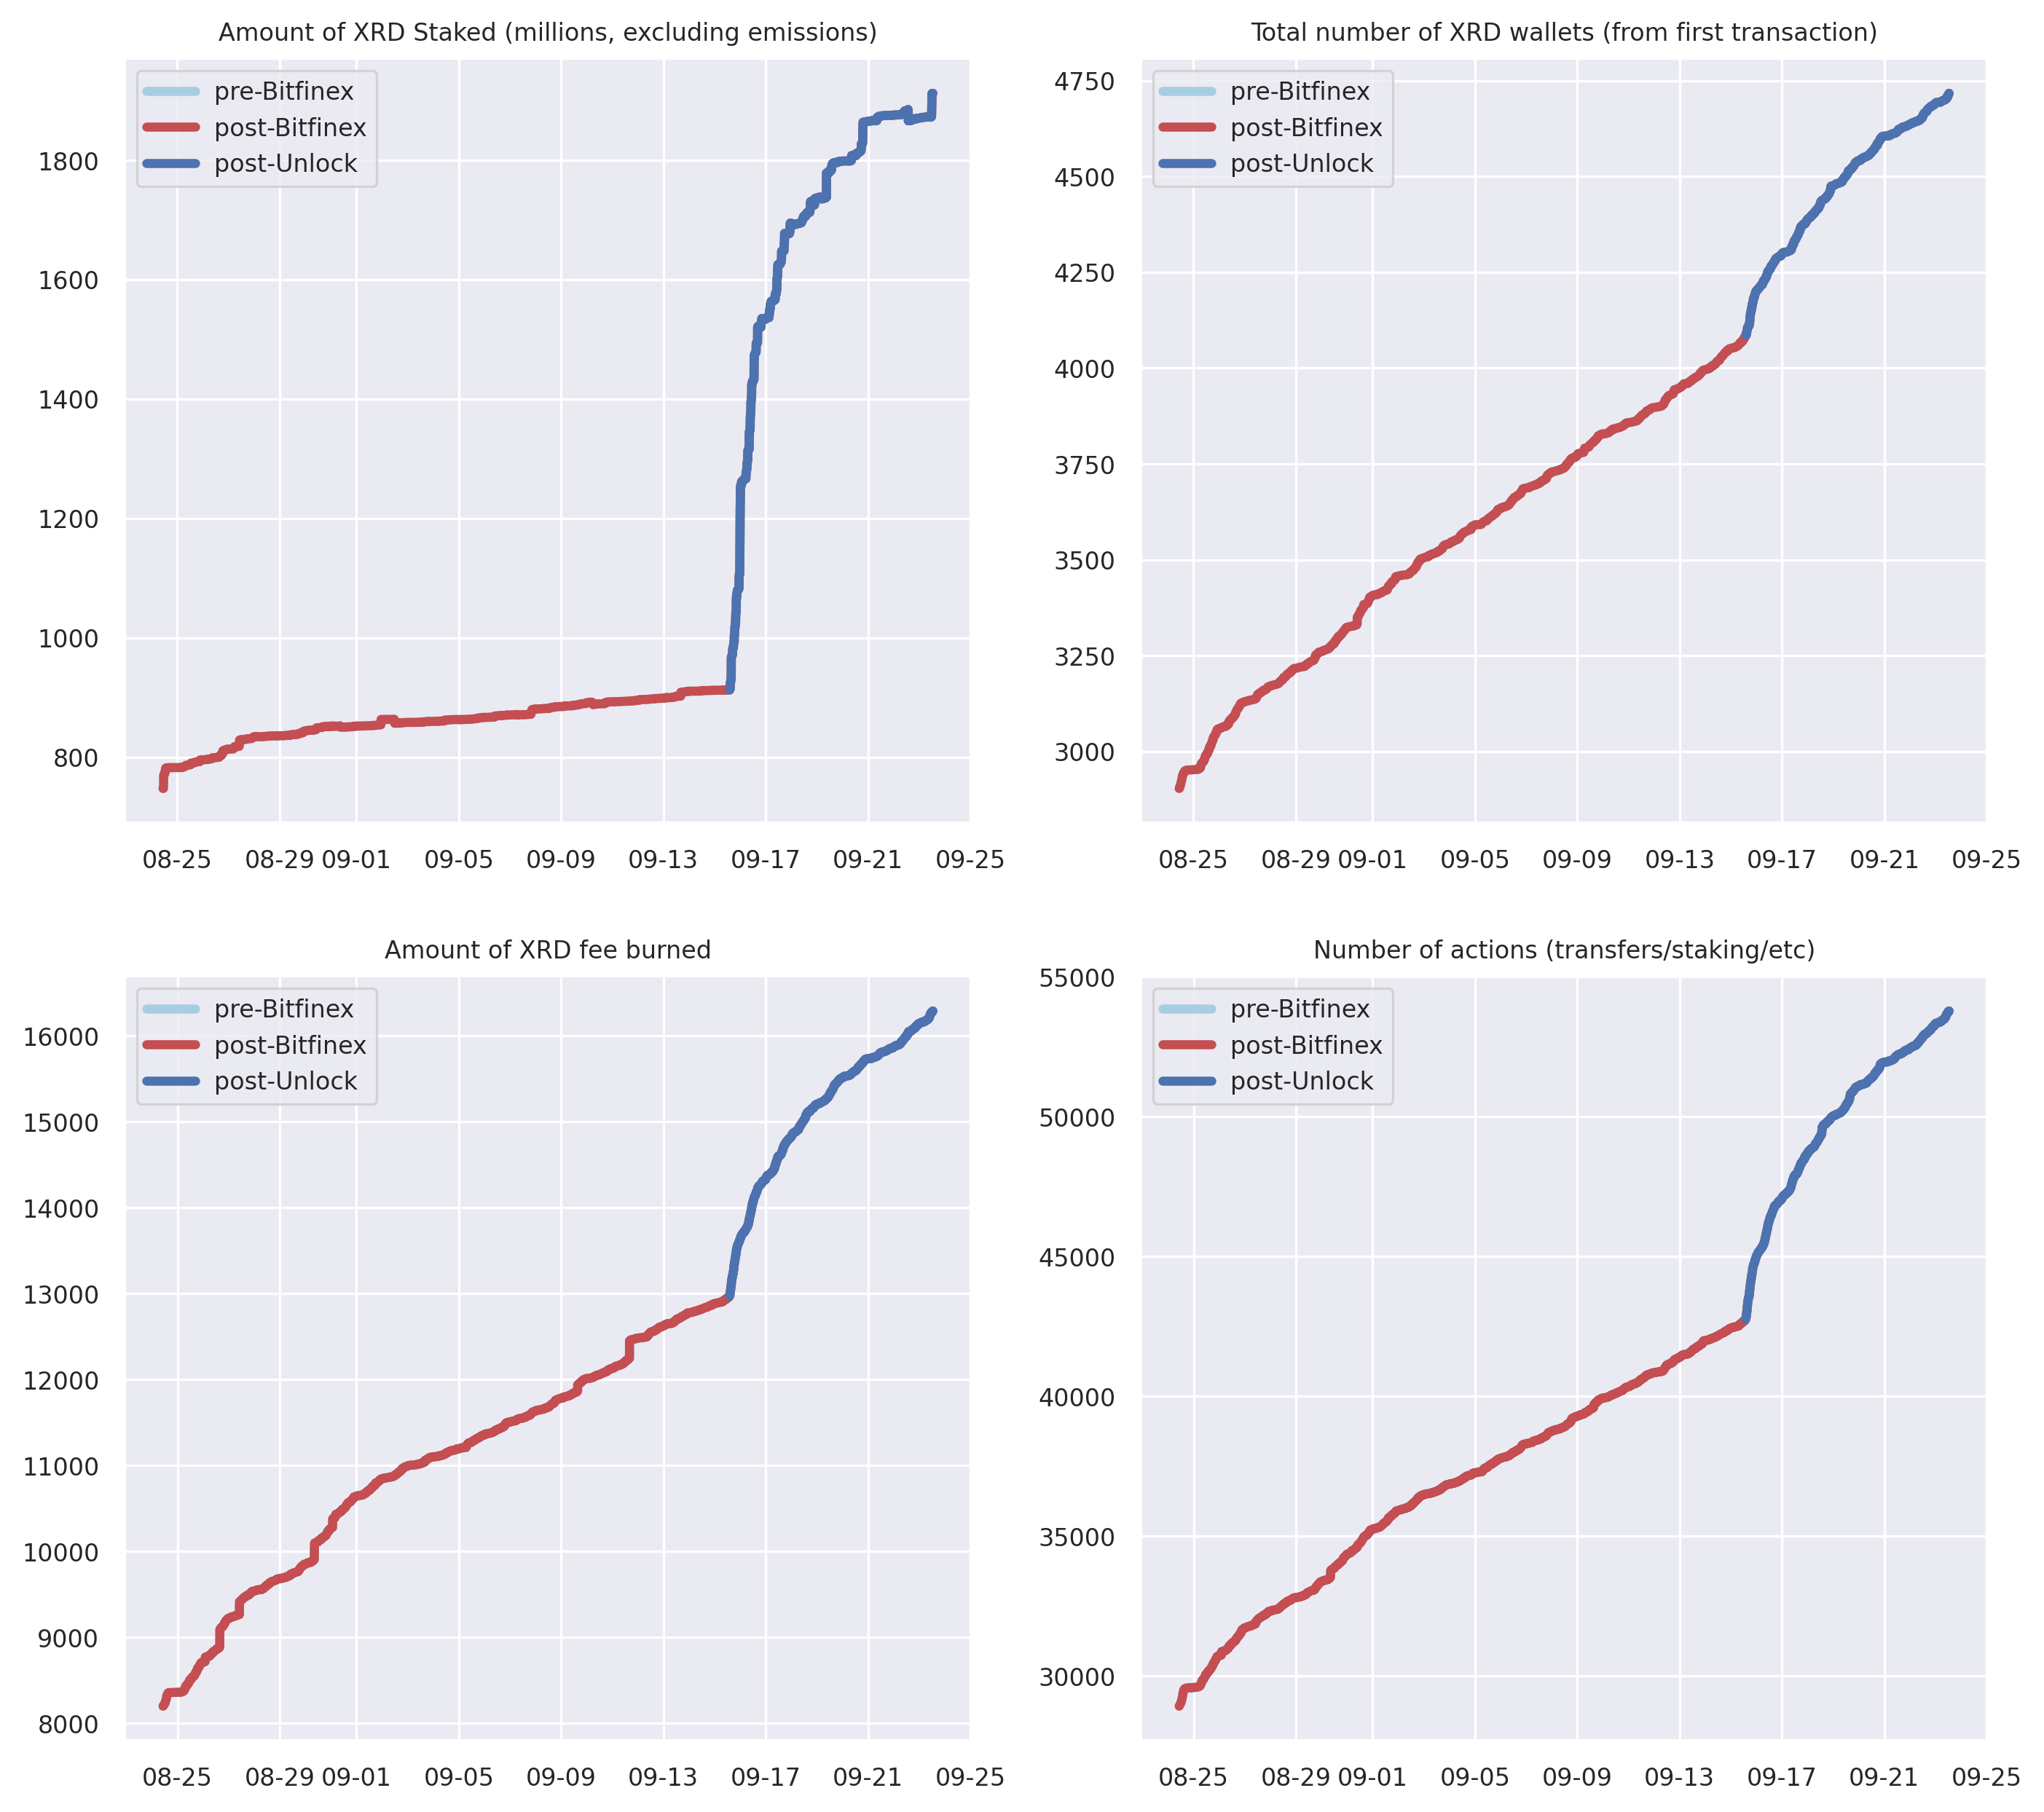 Amount of XRD Staked (millions, excluding emissions)
pre-Bitfinex
post-Bitfinex
post-Unlock
1800
1600
1400
1200
1000
800
08-25 08-29 09-01 09-05 09-09 09-13 09-17 09-21 09-25
Total number of XRD wallets (from first transaction)
pre-Bitfinex
post-Bitfinex
post-Unlock
4750
4500
4250
4000
3750
3500
3250
3000
08-25 08-29 09-01 09-05 09-09 09-13 09-17 09-21 09-25
Amount of XRD fee burned
pre-Bitfinex
post-Bitfinex
post-Unlock
16000
15000
14000
13000
12000
11000
10000
9000
8000
08-25 08-29 09-01 09-05 09-09 09-13 09-17 09-21 09-25
Number of actions (transfers/staking/etc)
pre-Bitfinex
post-Bitfinex
post-Unlock
55000
50000
45000
40000
35000
30000
08-25 08-29 09-01 09-05 09-09 09-13 09-17 09-21 09-25